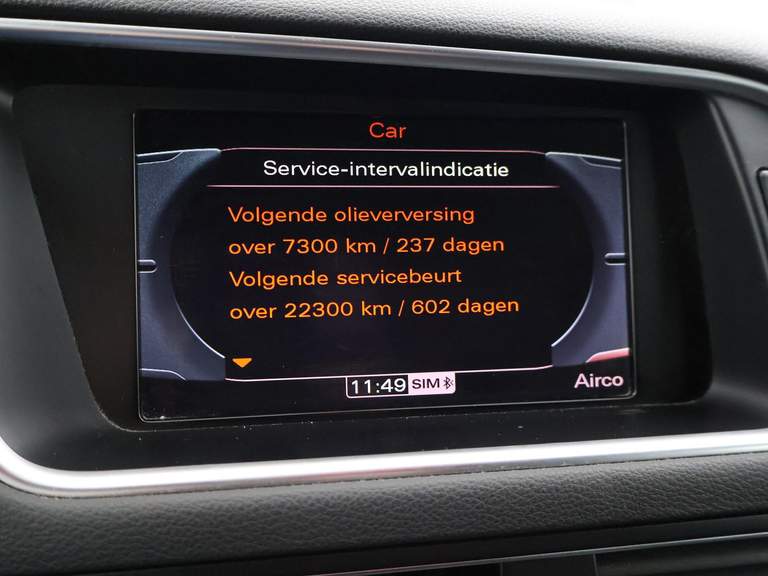 Car
Service-intervalindicatie
Volgende olieverversing
over 7300 km / 237 dagen
Volgende servicebeurt
over 22300 km / 602 dagen
11:49 SIM
Airco